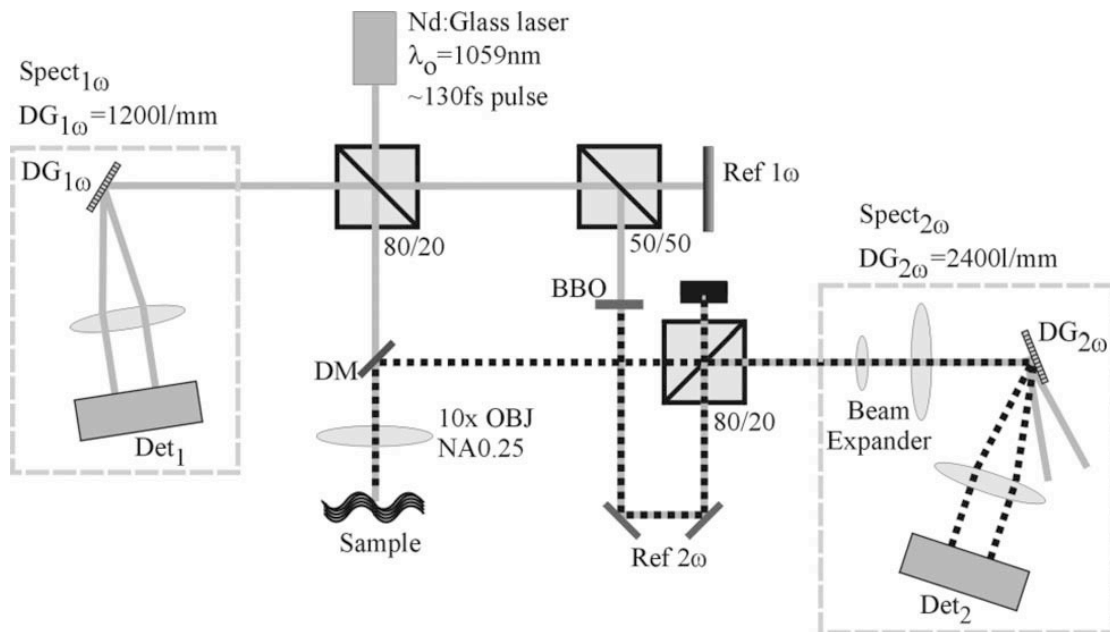 Nd:Glass laser
λo=1059nm
~130fs pulse
Spect1ω
DG1ω=1200l/mm
DG1ω
Det1
80/20
50/50
Ref 1ω
BBO
DM
10x OBJ
NA0.25
Sample
80/20
Ref 2ω
Spect2ω
DG2ω=2400l/mm
DG2ω
Beam
Expander
Det2